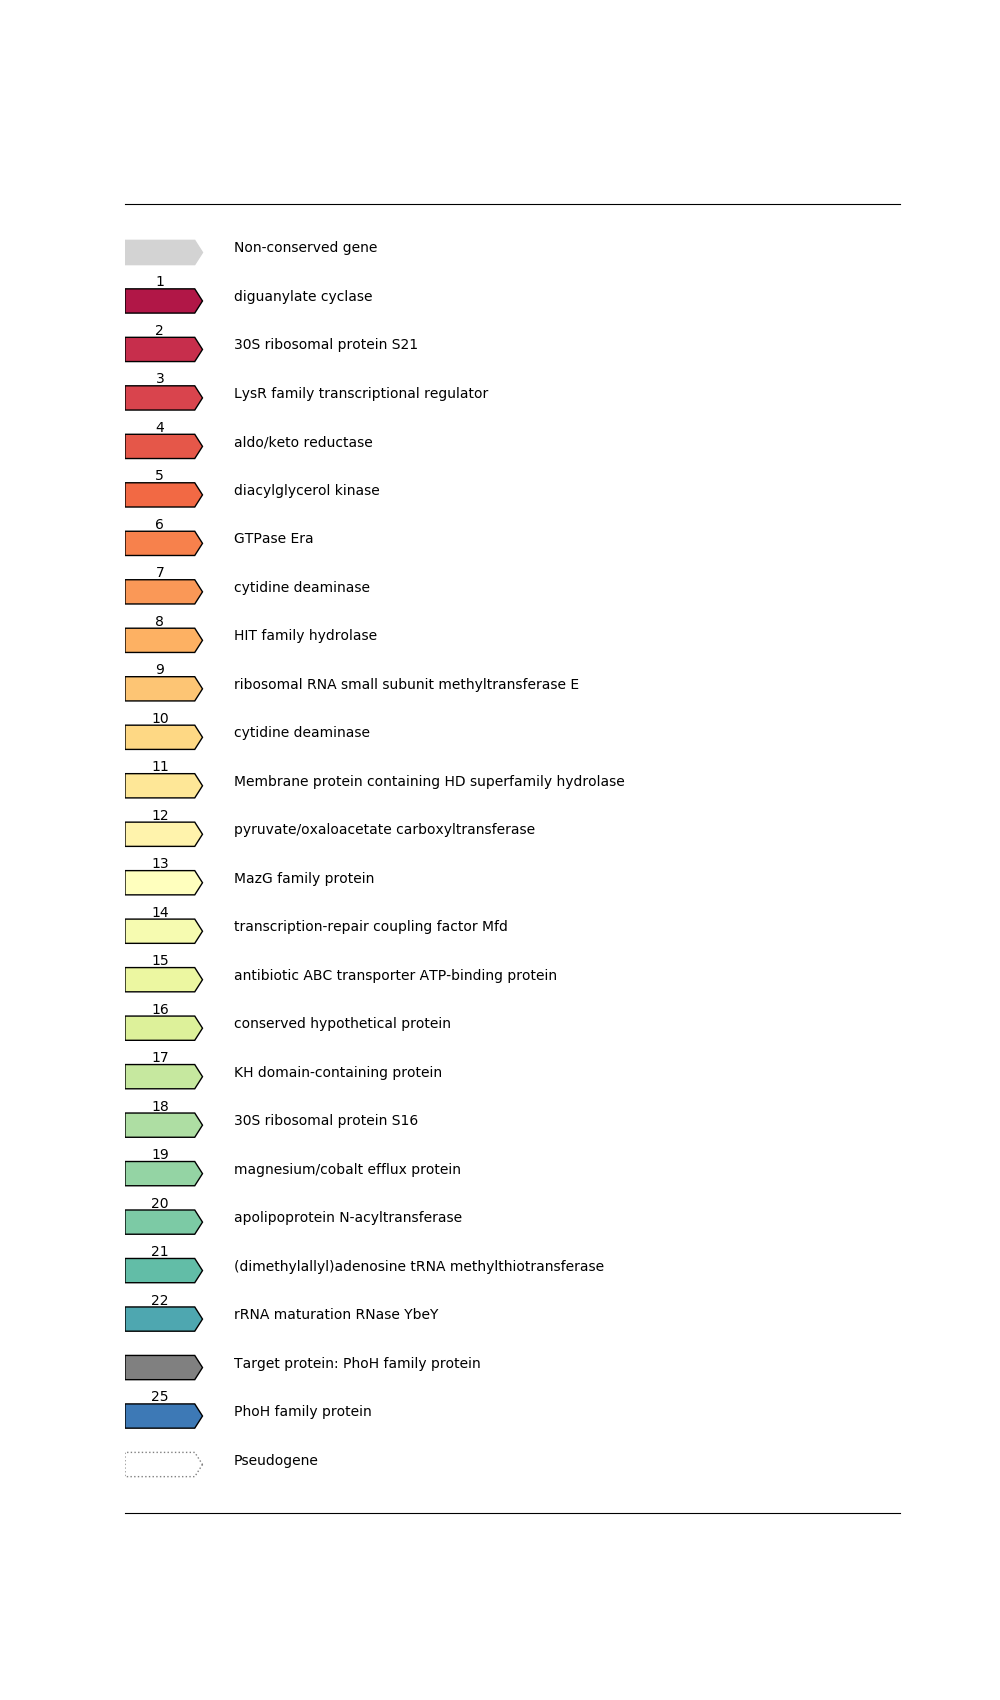 Non-conserved gene
1
diguanylate cyclase
2
30S ribosomal protein S21
3
LysR family transcriptional regulator
4
aldo/keto reductase
5
diacylglycerol kinase
6
GTPase Era
7
cytidine deaminase
8
HIT family hydrolase
9
ribosomal RNA small subunit methyltransferase E
10
cytidine deaminase
11
Membrane protein containing HD superfamily hydrolase
12
pyruvate/oxaloacetate carboxyltransferase
13
MazG family protein
14
transcription-repair coupling factor Mfd
15
antibiotic ABC transporter ATP-binding protein
16
conserved hypothetical protein
17
KH domain-containing protein
18
30S ribosomal protein S16
19
magnesium/cobalt efflux protein
20
apolipoprotein N-acyltransferase
21
(dimethylallyl)adenosine tRNA methylthiotransferase
22
rRNA maturation RNase YbeY
Target protein: PhoH family protein
25
PhoH family protein
Pseudogene